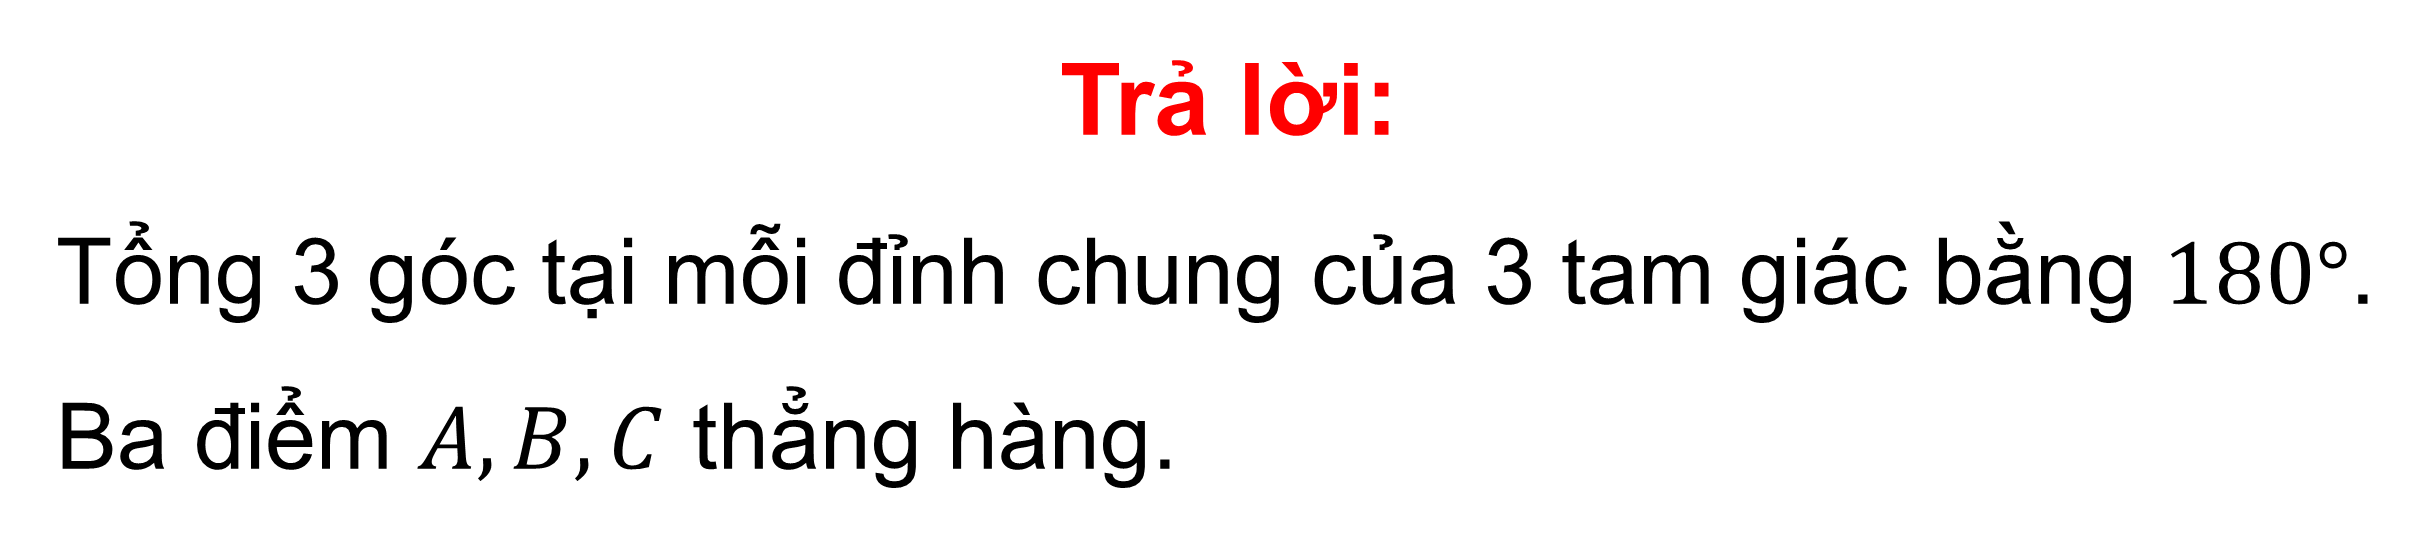 Trả lời:
Tổng 3 góc tại mỗi đỉnh chung của 3 tam giác bằng 180°.
Ba điểm A, B, C thẳng hàng.